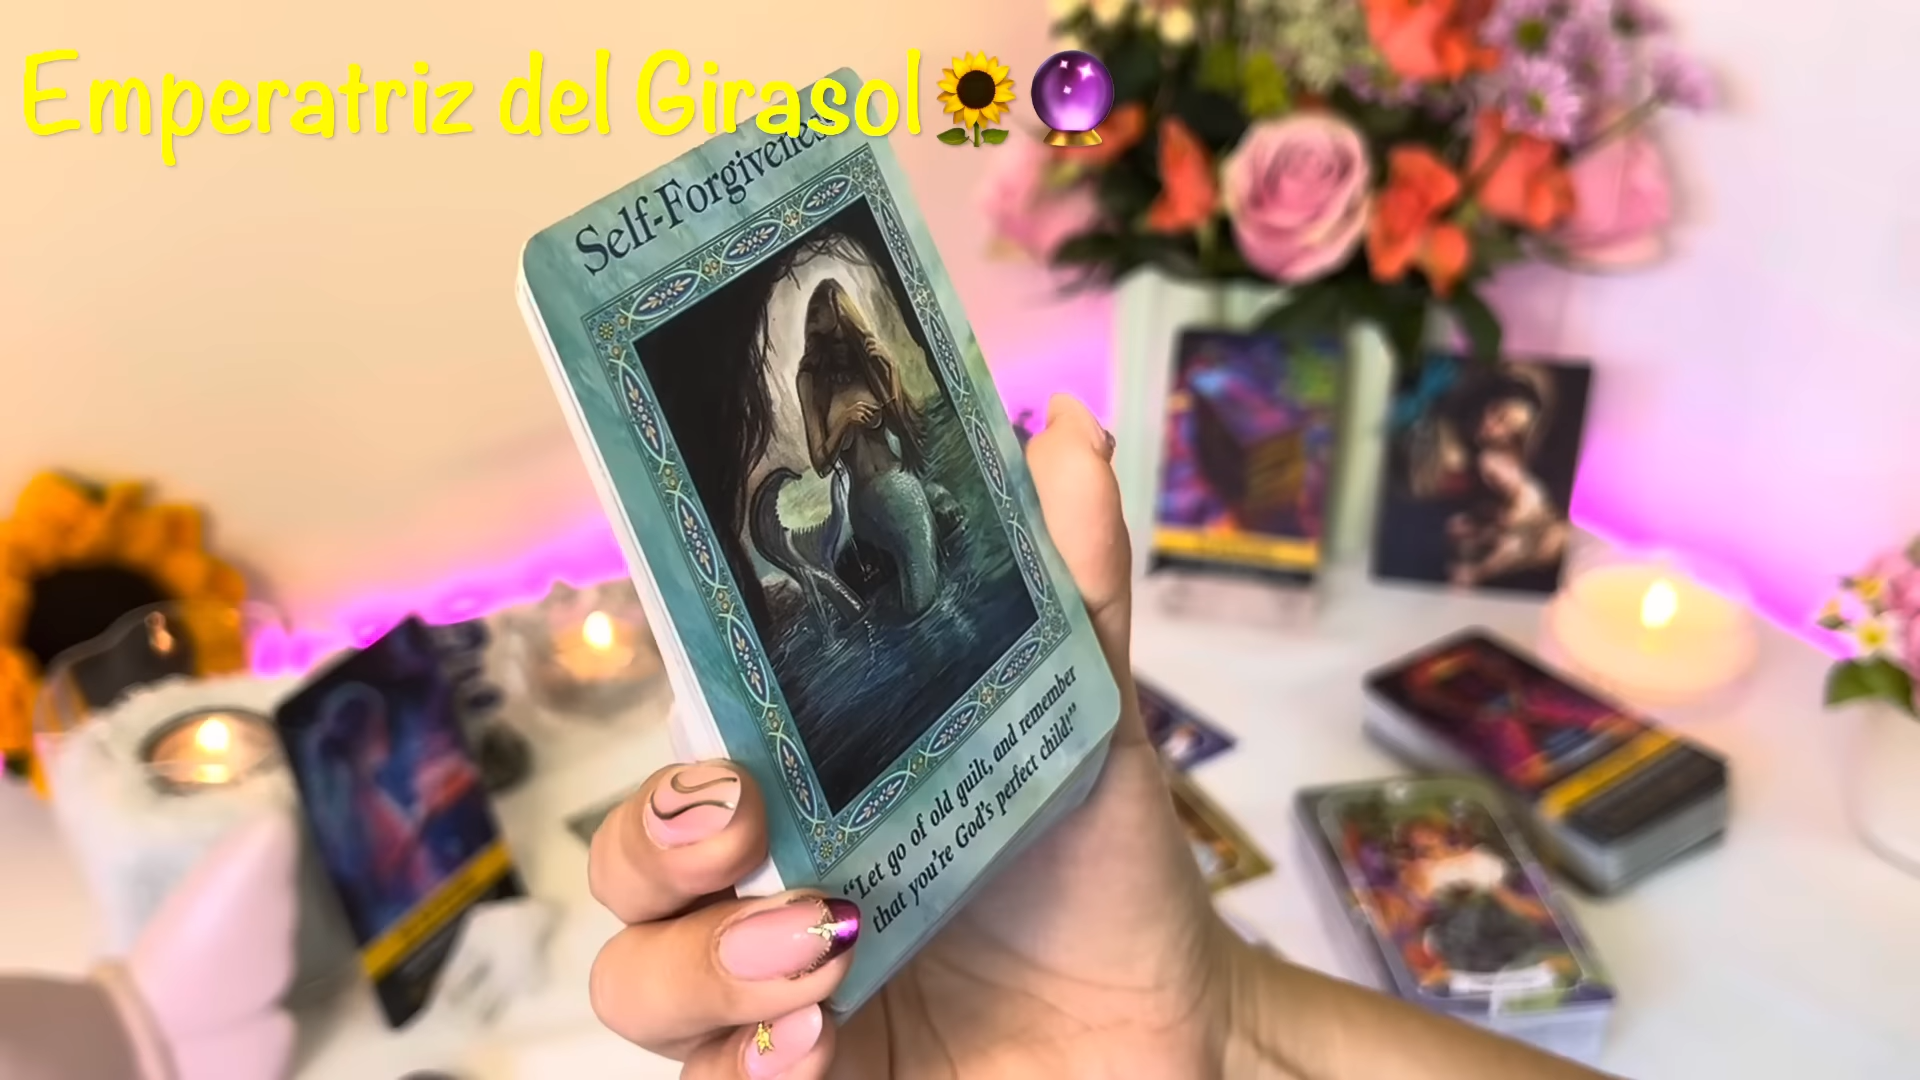 Emperatriz del Girasol🌻🔮
Self-Forgiveness
“Let go of old guilt, and remember
that you're God's perfect child!”